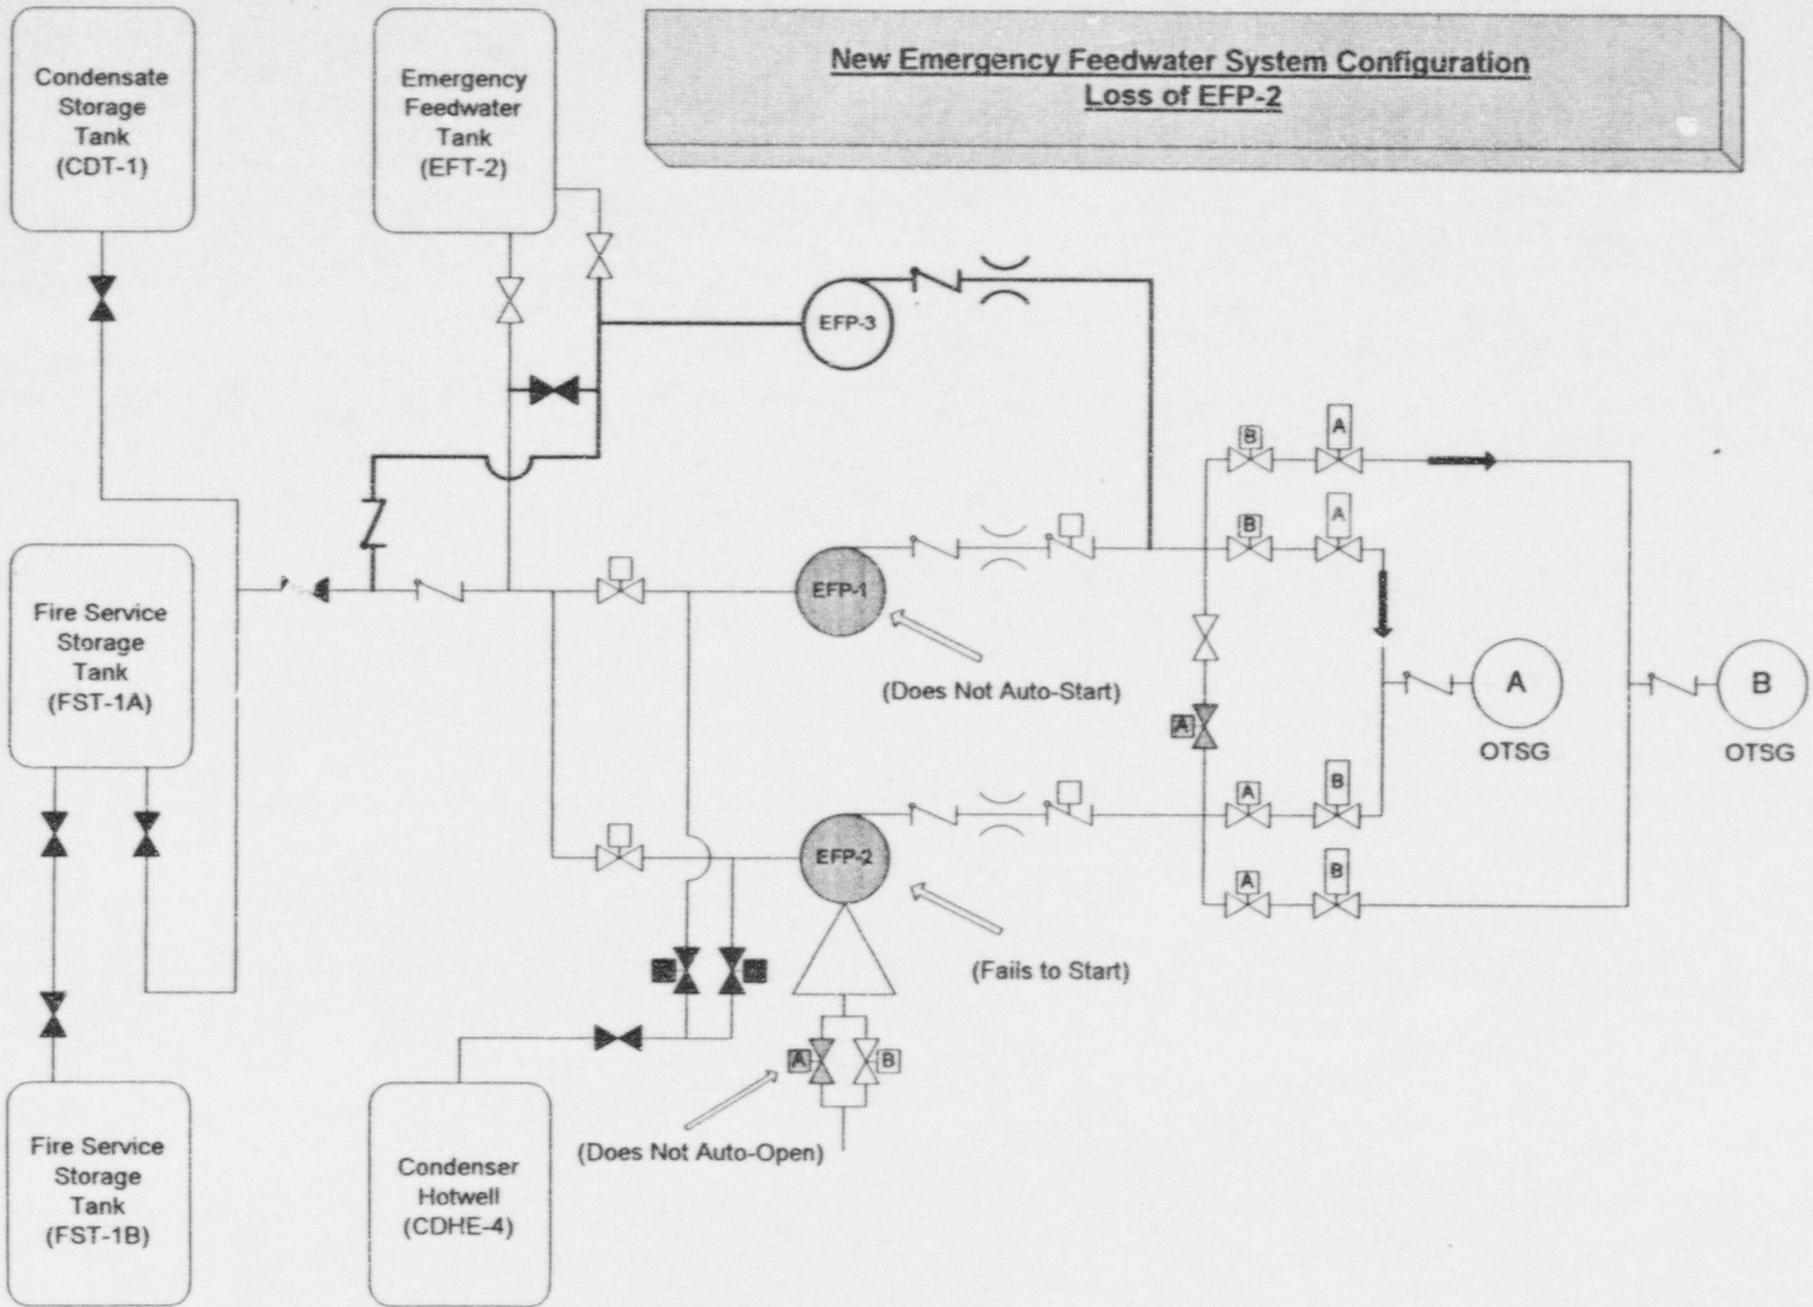 New Emergency Feedwater System Configuration
Loss of EFP-2
Condensate
Storage
Tank
(CDT-1)
Emergency
Feedwater
Tank
(EFT-2)
EFP-3
B
A
B
A
EFP-1
(Does Not Auto-Start)
Fire Service
Storage
Tank
(FST-1A)
A
OTSG
B
OTSG
A
A
B
EFP-2
A
B
(Fails to Start)
A
B
(Does Not Auto-Open)
Fire Service
Storage
Tank
(FST-1B)
Condenser
Hotwell
(CDHE-4)